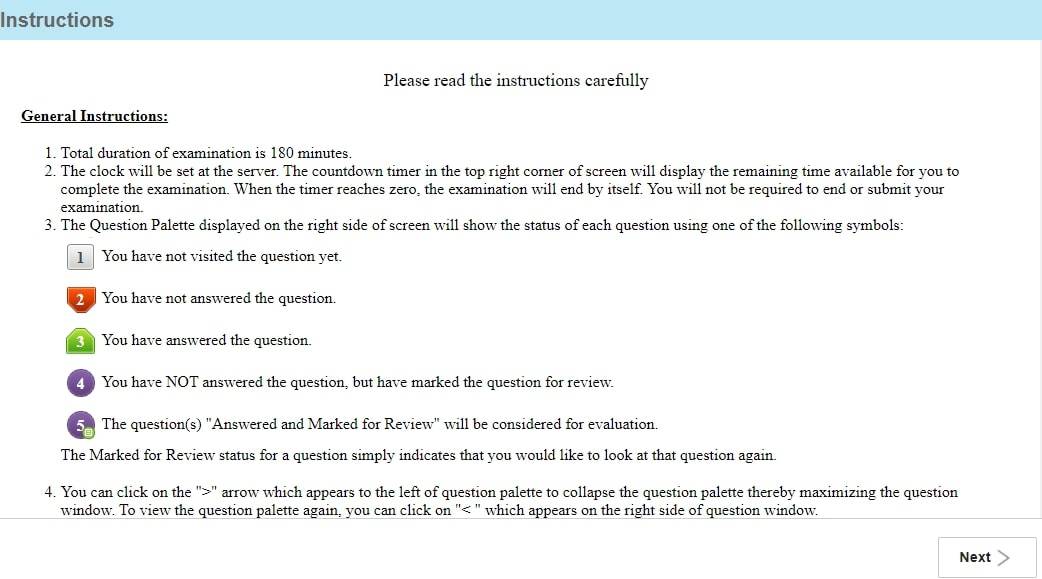 Instructions
Please read the instructions carefully
General Instructions:
1. Total duration of examination is 180 minutes.
2. The clock will be set at the server. The countdown timer in the top right corner of screen will display the remaining time available for you to
complete the examination. When the timer reaches zero, the examination will end by itself. You will not be required to end or submit your
examination.
3. The Question Palette displayed on the right side of screen will show the status of each question using one of the following symbols:
1 You have not visited the question yet.
2 You have not answered the question.
3 You have answered the question.
4 You have NOT answered the question, but have marked the question for review.
5 The question(s) "Answered and Marked for Review" will be considered for evaluation.
The Marked for Review status for a question simply indicates that you would like to look at that question again.
4. You can click on the ">" arrow which appears to the left of question palette to collapse the question palette thereby maximizing the question
window. To view the question palette again, you can click on "< " which appears on the right side of question window.
Next >